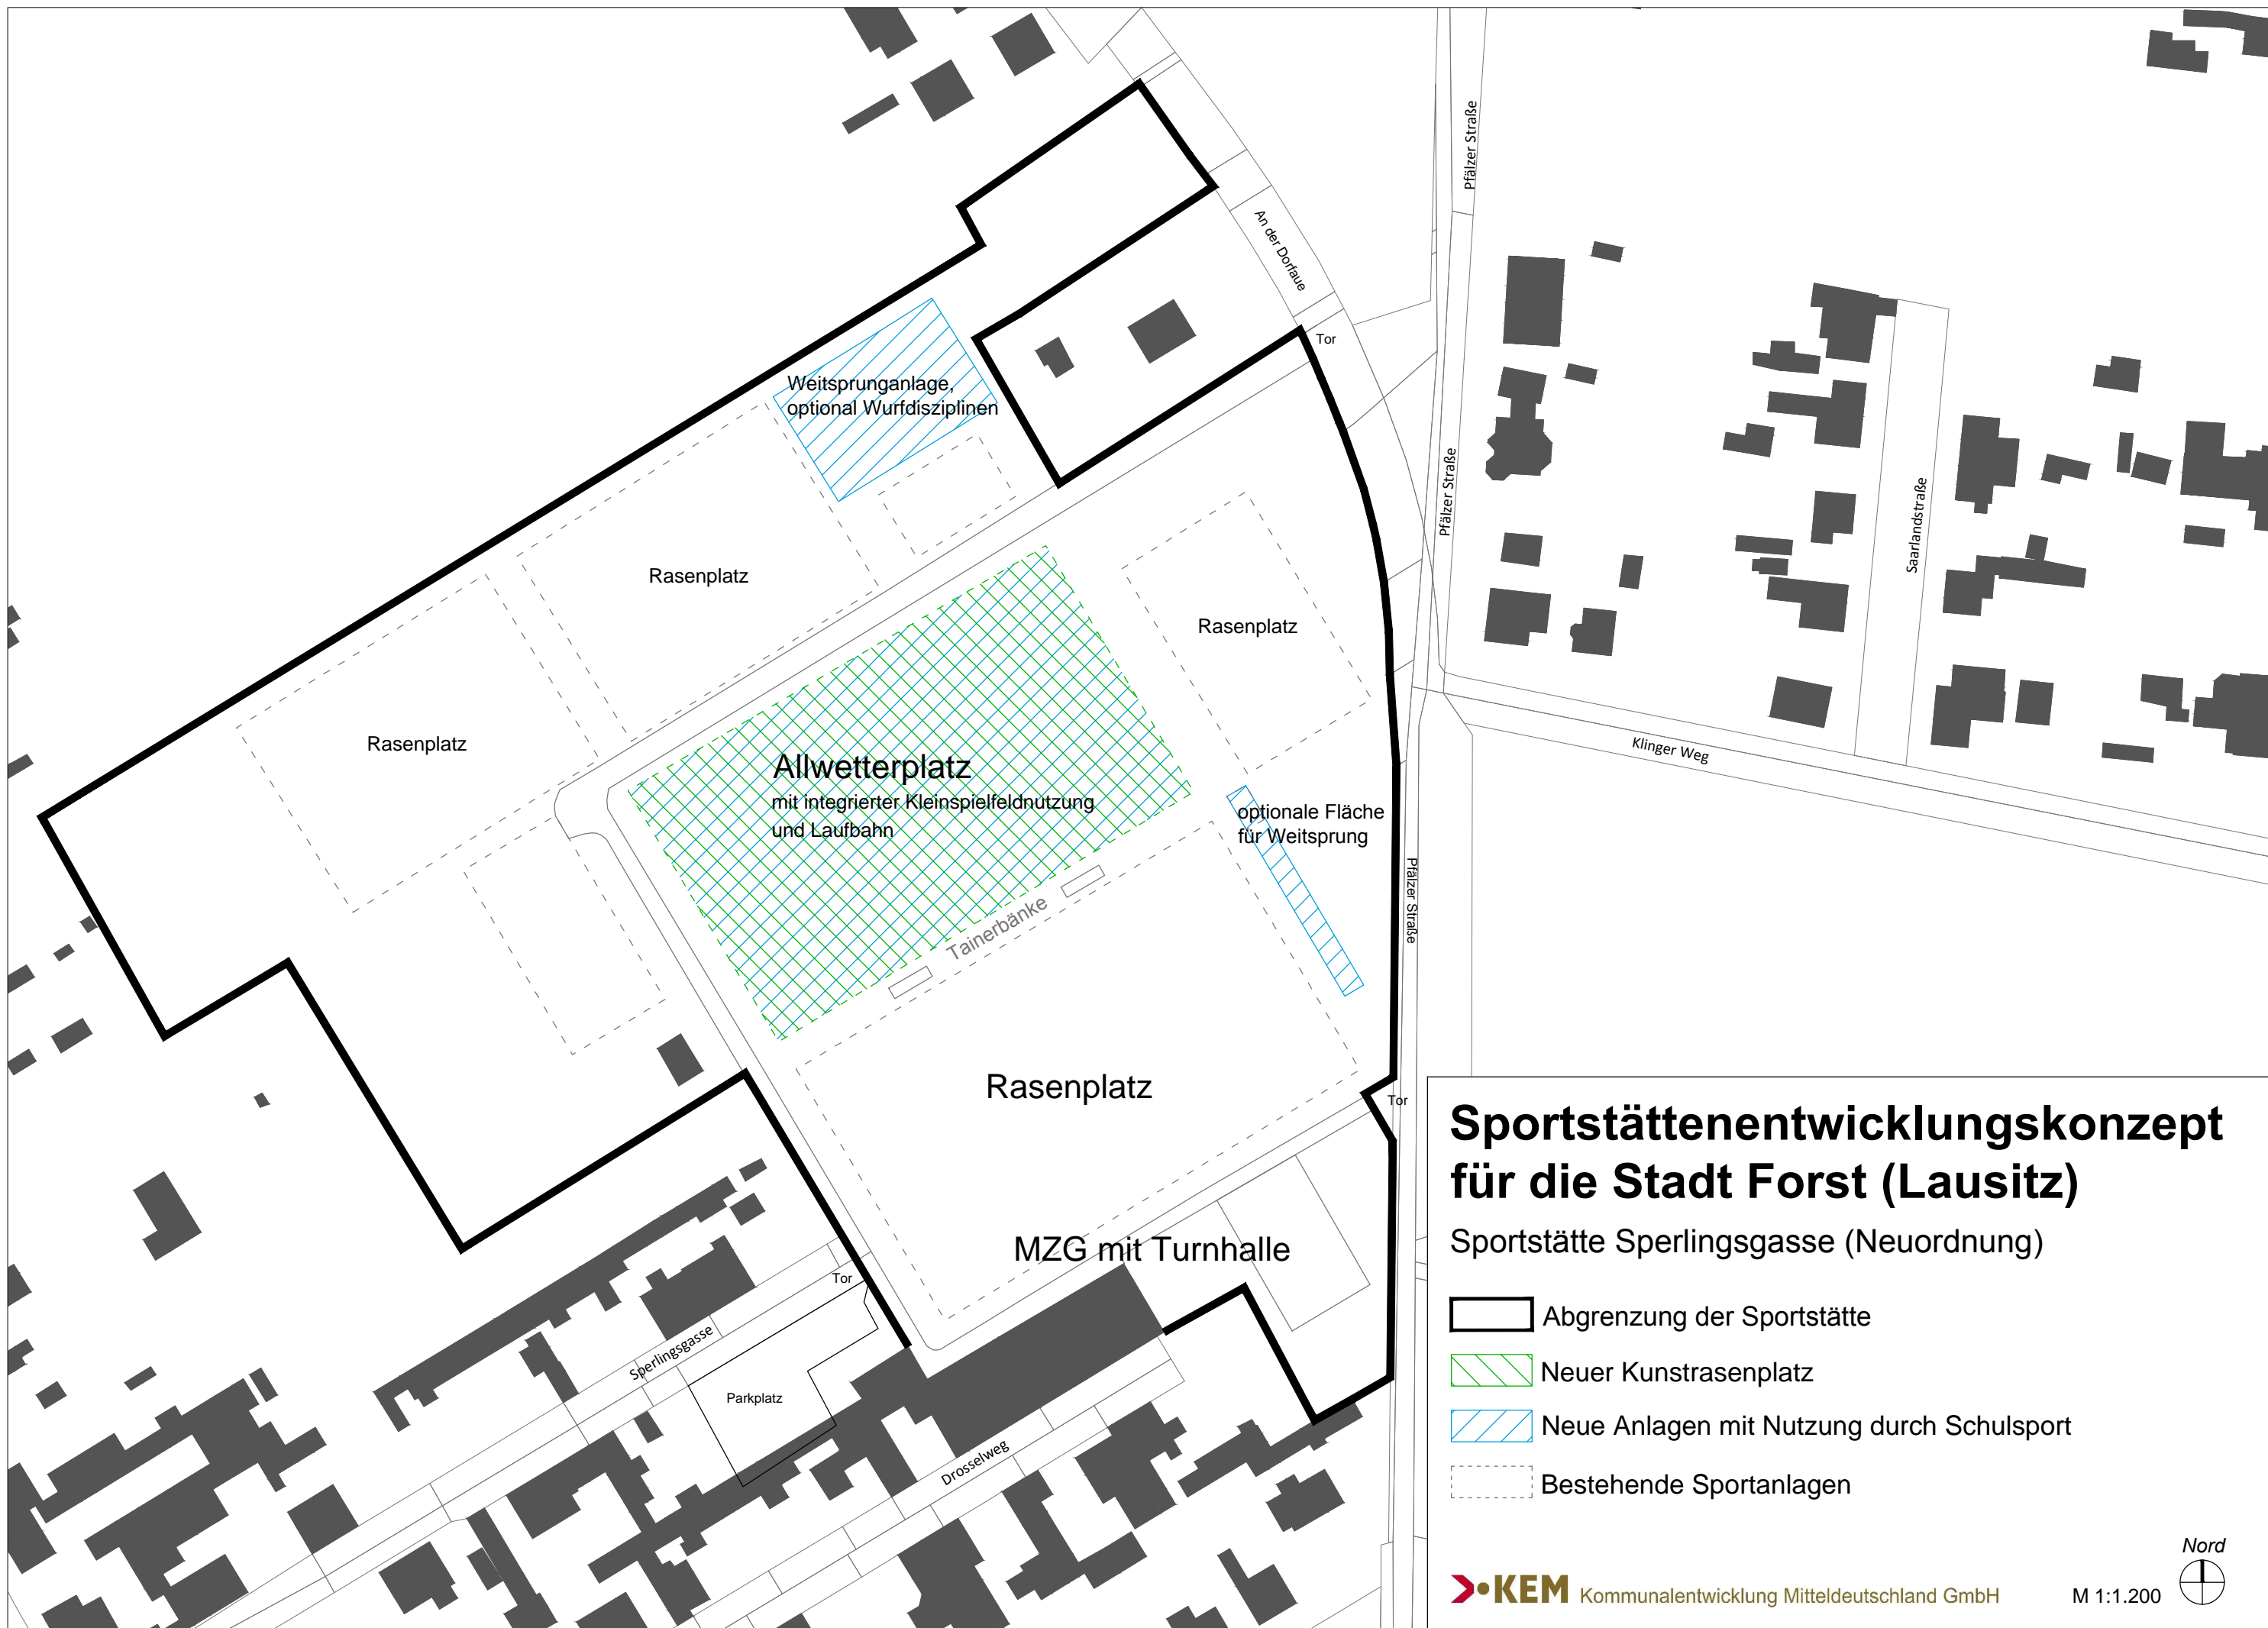 Pfälzer Straße
An der Dorfaue
Tor
Weitsprunganlage,
optional Wurfdisziplinen
Pfälzer Straße
Saarlandstraße
Rasenplatz
Rasenplatz
Rasenplatz
Klinger Weg
Allwetterplatz
mit integrierter Kleinspielfeldnutzung
und Laufbahn
optionale Fläche
für Weitsprung
Pfälzer Straße
Tainerbänke
Rasenplatz
Tor
MZG mit Turnhalle
Tor
Sperlingsgasse
Parkplatz
Drosselweg
Sportstättenentwicklungskonzept
für die Stadt Forst (Lausitz)
Sportstätte Sperlingsgasse (Neuordnung)
Abgrenzung der Sportstätte
Neuer Kunstrasenplatz
Neue Anlagen mit Nutzung durch Schulsport
Bestehende Sportanlagen
Nord
KEM Kommunalentwicklung Mitteldeutschland GmbH
M 1:1.200